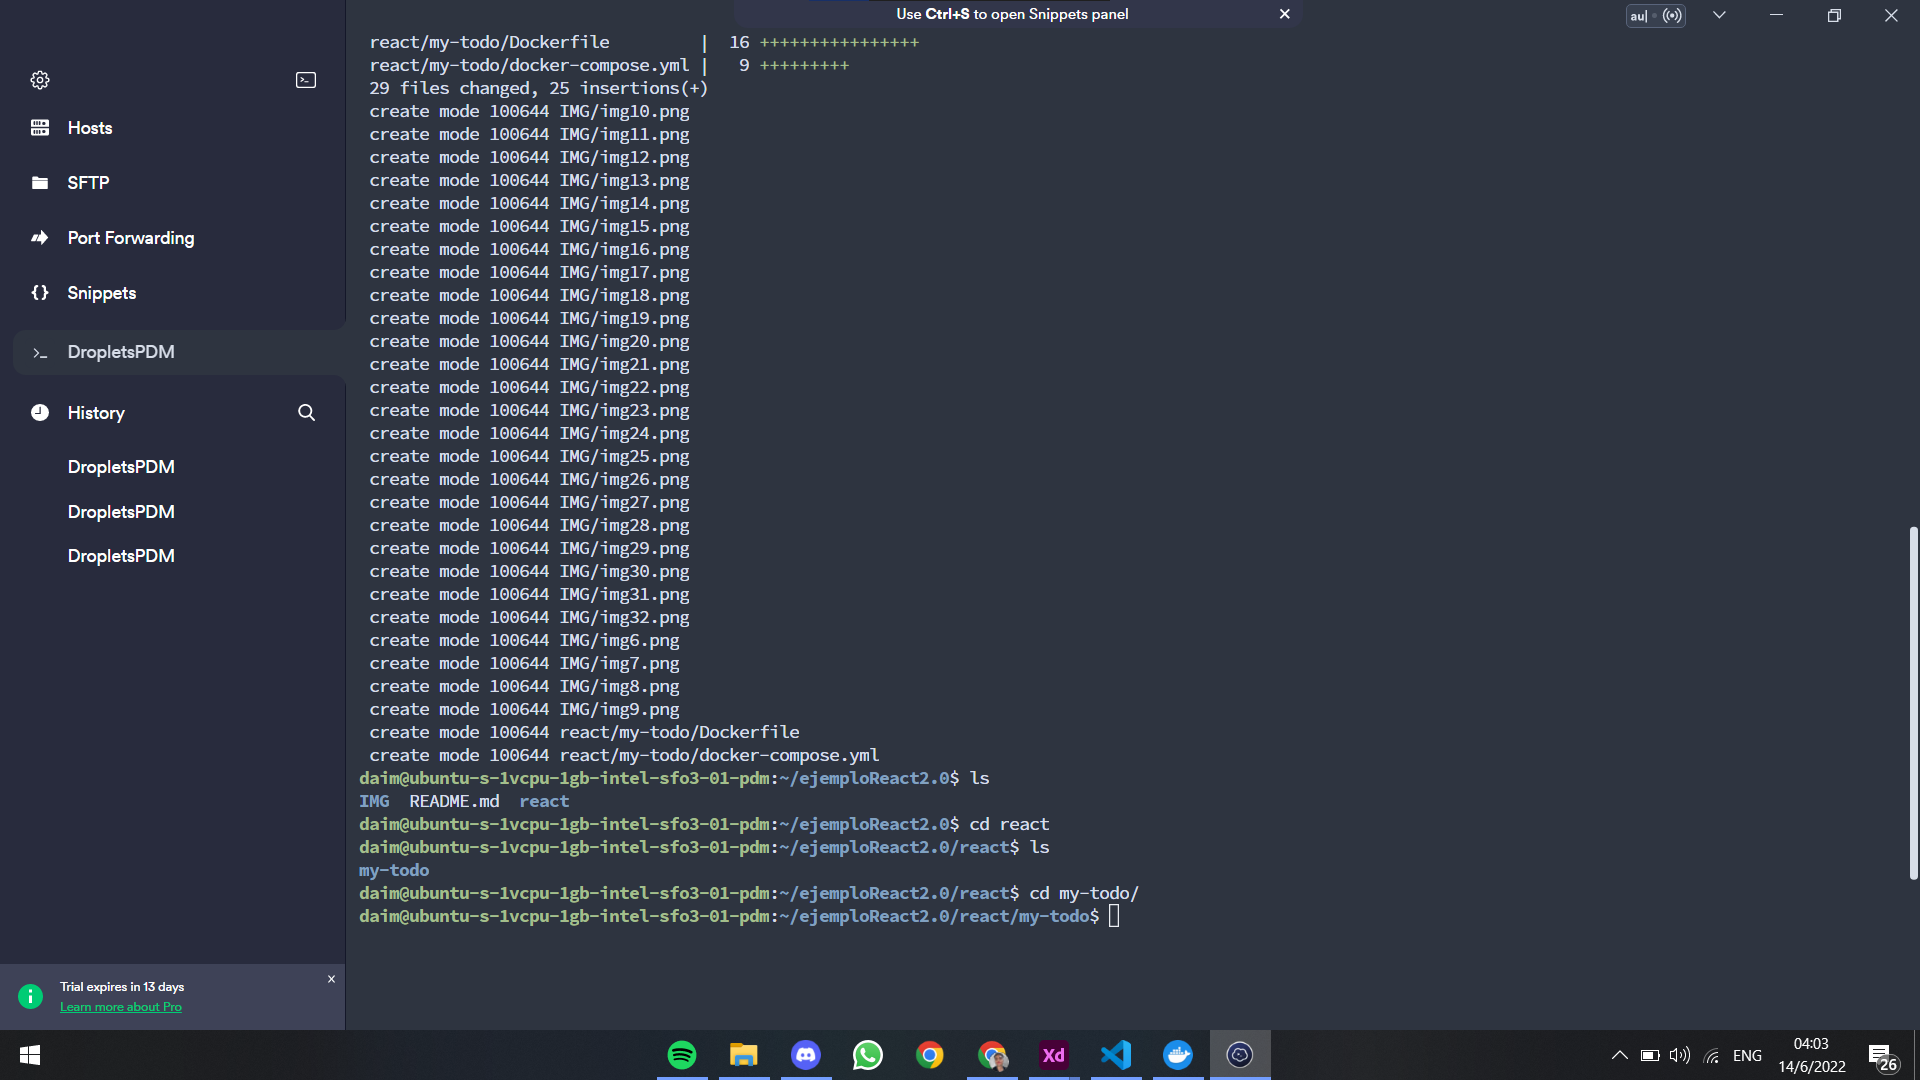 Use Ctrl+S to open Snippets panel
au|
Hosts
SFTP
Port Forwarding
Snippets
DropletsPDM
History
DropletsPDM
DropletsPDM
DropletsPDM
Trial expires in 13 days
Learn more about Pro
react/my-todo/Dockerfile | 16 ++++++++++++++++
react/my-todo/docker-compose.yml | 9 +++++++++
29 files changed, 25 insertions(+)
create mode 100644 IMG/img10.png
create mode 100644 IMG/img11.png
create mode 100644 IMG/img12.png
create mode 100644 IMG/img13.png
create mode 100644 IMG/img14.png
create mode 100644 IMG/img15.png
create mode 100644 IMG/img16.png
create mode 100644 IMG/img17.png
create mode 100644 IMG/img18.png
create mode 100644 IMG/img19.png
create mode 100644 IMG/img20.png
create mode 100644 IMG/img21.png
create mode 100644 IMG/img22.png
create mode 100644 IMG/img23.png
create mode 100644 IMG/img24.png
create mode 100644 IMG/img25.png
create mode 100644 IMG/img26.png
create mode 100644 IMG/img27.png
create mode 100644 IMG/img28.png
create mode 100644 IMG/img29.png
create mode 100644 IMG/img30.png
create mode 100644 IMG/img31.png
create mode 100644 IMG/img32.png
create mode 100644 IMG/img6.png
create mode 100644 IMG/img7.png
create mode 100644 IMG/img8.png
create mode 100644 IMG/img9.png
create mode 100644 react/my-todo/Dockerfile
create mode 100644 react/my-todo/docker-compose.yml
daim@ubuntu-s-1vcpu-1gb-intel-sfo3-01-pdm:~/ejemploReact2.0$ ls
IMG README.md react
daim@ubuntu-s-1vcpu-1gb-intel-sfo3-01-pdm:~/ejemploReact2.0$ cd react
daim@ubuntu-s-1vcpu-1gb-intel-sfo3-01-pdm:~/ejemploReact2.0/react$ ls
my-todo
daim@ubuntu-s-1vcpu-1gb-intel-sfo3-01-pdm:~/ejemploReact2.0/react$ cd my-todo/
daim@ubuntu-s-1vcpu-1gb-intel-sfo3-01-pdm:~/ejemploReact2.0/react/my-todo$
Xd
ENG
04:03
14/6/2022
26